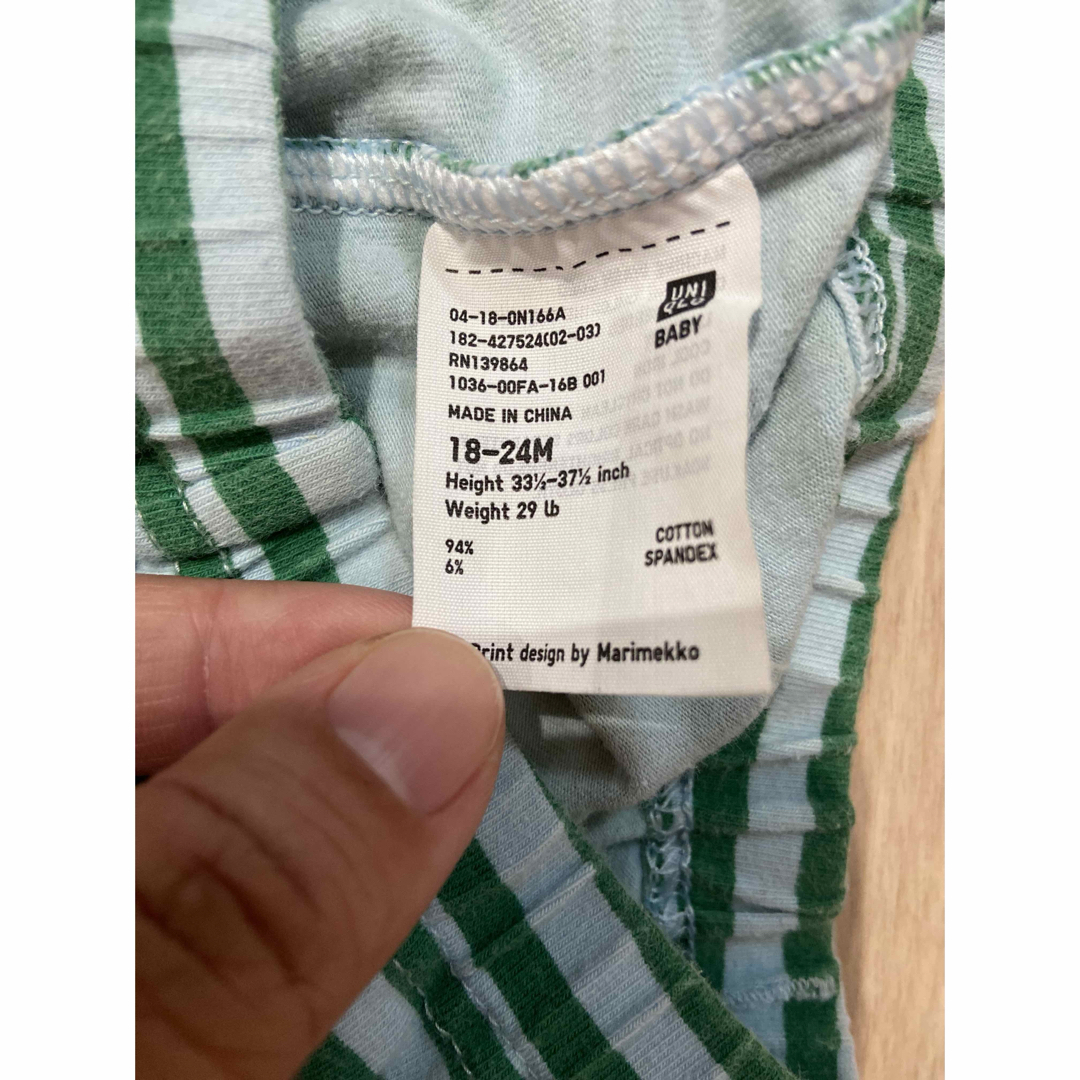 UNI
QLO
BABY
04-18-0N166A
182-427524(02-03)
RN139864
1036-00FA-16B 001
MADE IN CHINA
18-24M
Height 33½-37½ inch
Weight 29 lb
94% COTTON
6% SPANDEX
Print design by Marimekko